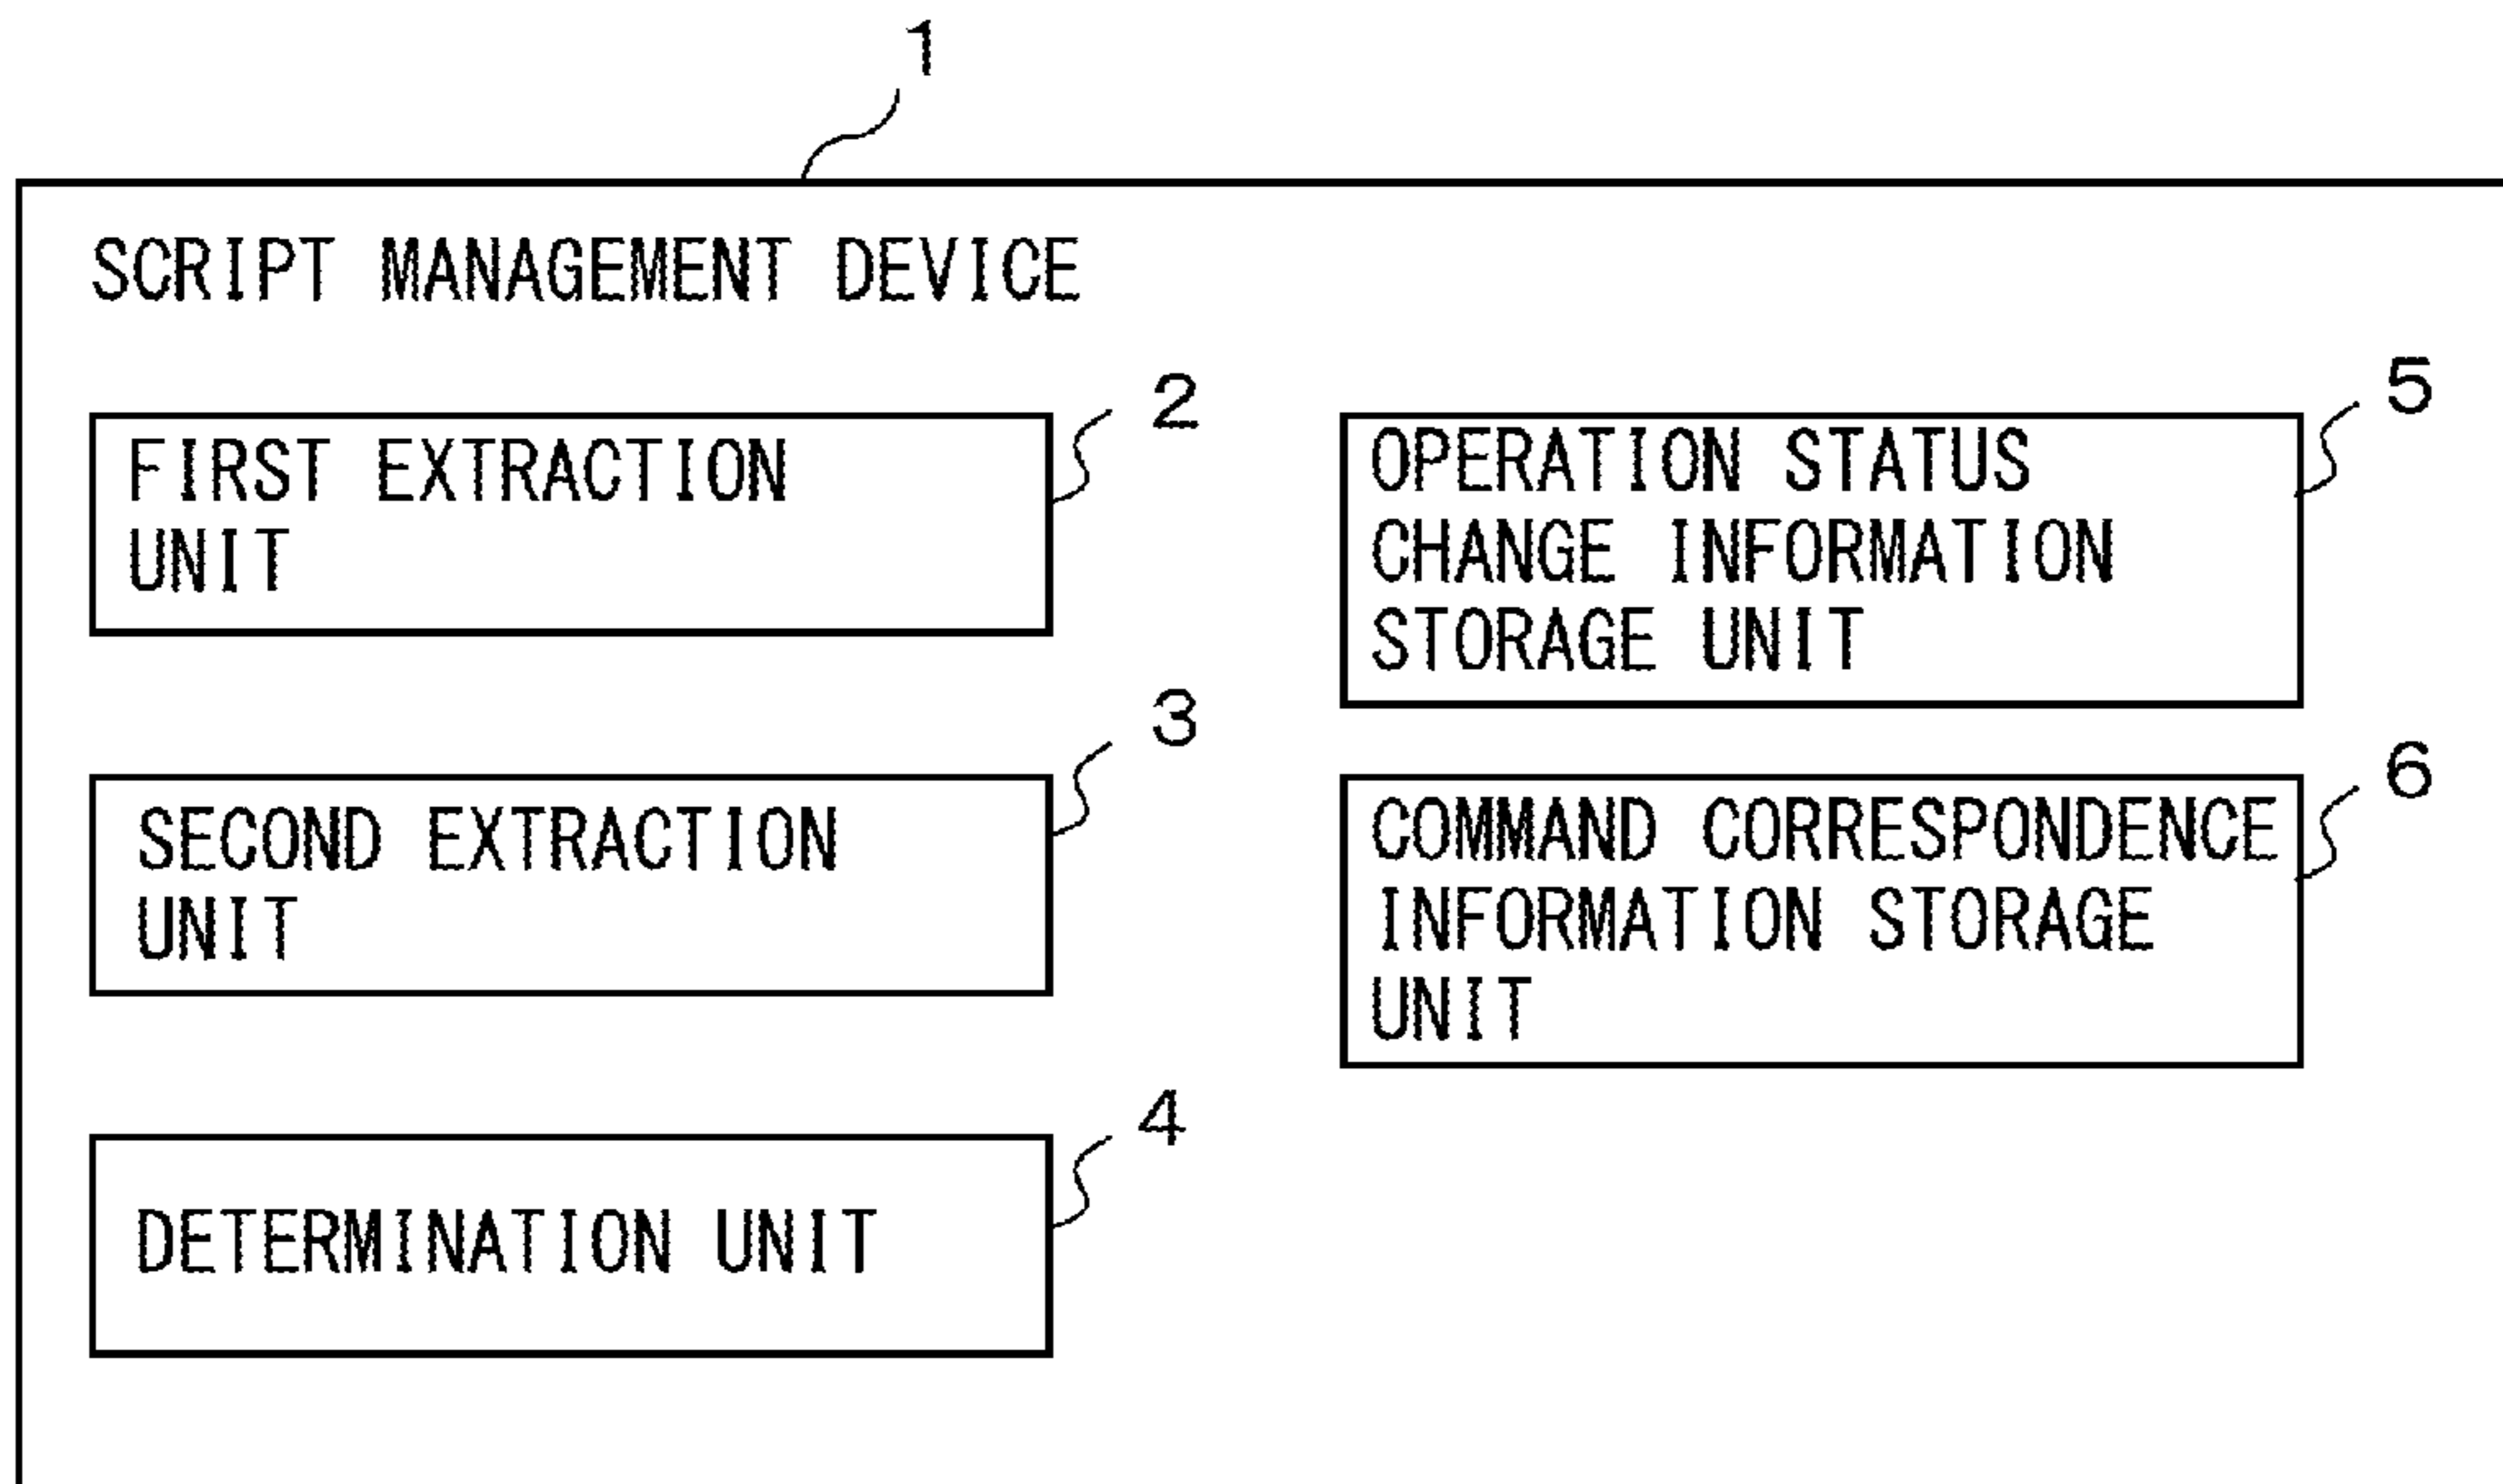 1
SCRIPT MANAGEMENT DEVICE
2
FIRST EXTRACTION
UNIT
3
SECOND EXTRACTION
UNIT
4
DETERMINATION UNIT
5
OPERATION STATUS
CHANGE INFORMATION
STORAGE UNIT
6
COMMAND CORRESPONDENCE
INFORMATION STORAGE
UNIT